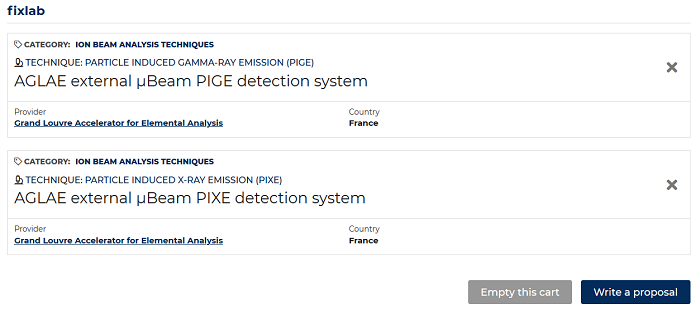 fixlab
CATEGORY: ION BEAM ANALYSIS TECHNIQUES
TECHNIQUE: PARTICLE INDUCED GAMMA-RAY EMISSION (PIGE)
AGLAE external µBeam PIGE detection system
Provider Country
Grand Louvre Accelerator for Elemental Analysis France
CATEGORY: ION BEAM ANALYSIS TECHNIQUES
TECHNIQUE: PARTICLE INDUCED X-RAY EMISSION (PIXE)
AGLAE external µBeam PIXE detection system
Provider Country
Grand Louvre Accelerator for Elemental Analysis France
Empty this cart Write a proposal